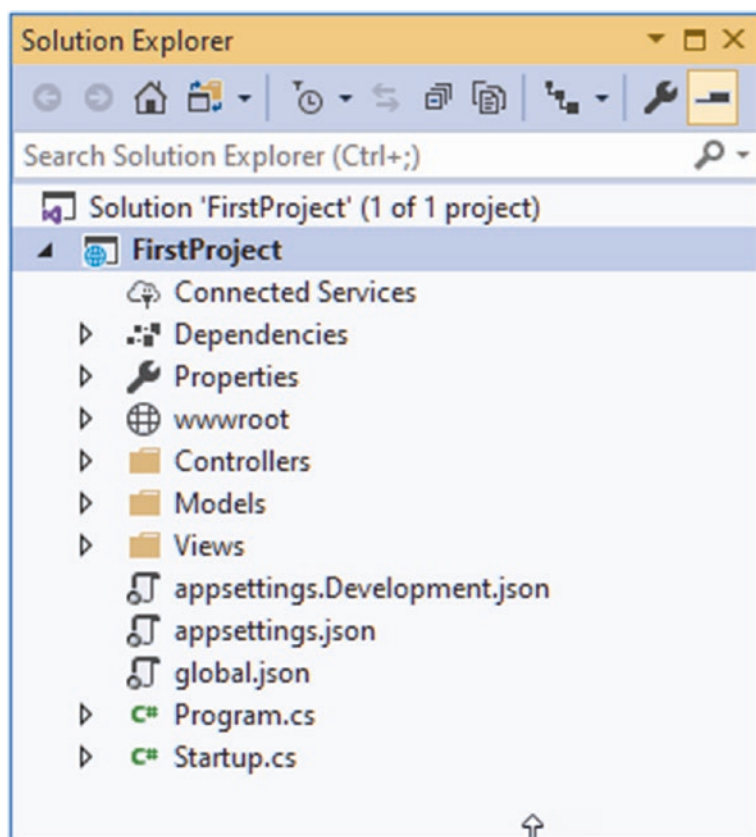 Solution Explorer
Search Solution Explorer (Ctrl+;)
Solution 'FirstProject' (1 of 1 project)
FirstProject
Connected Services
Dependencies
Properties
wwwroot
Controllers
Models
Views
appsettings.Development.json
appsettings.json
global.json
C# Program.cs
C# Startup.cs